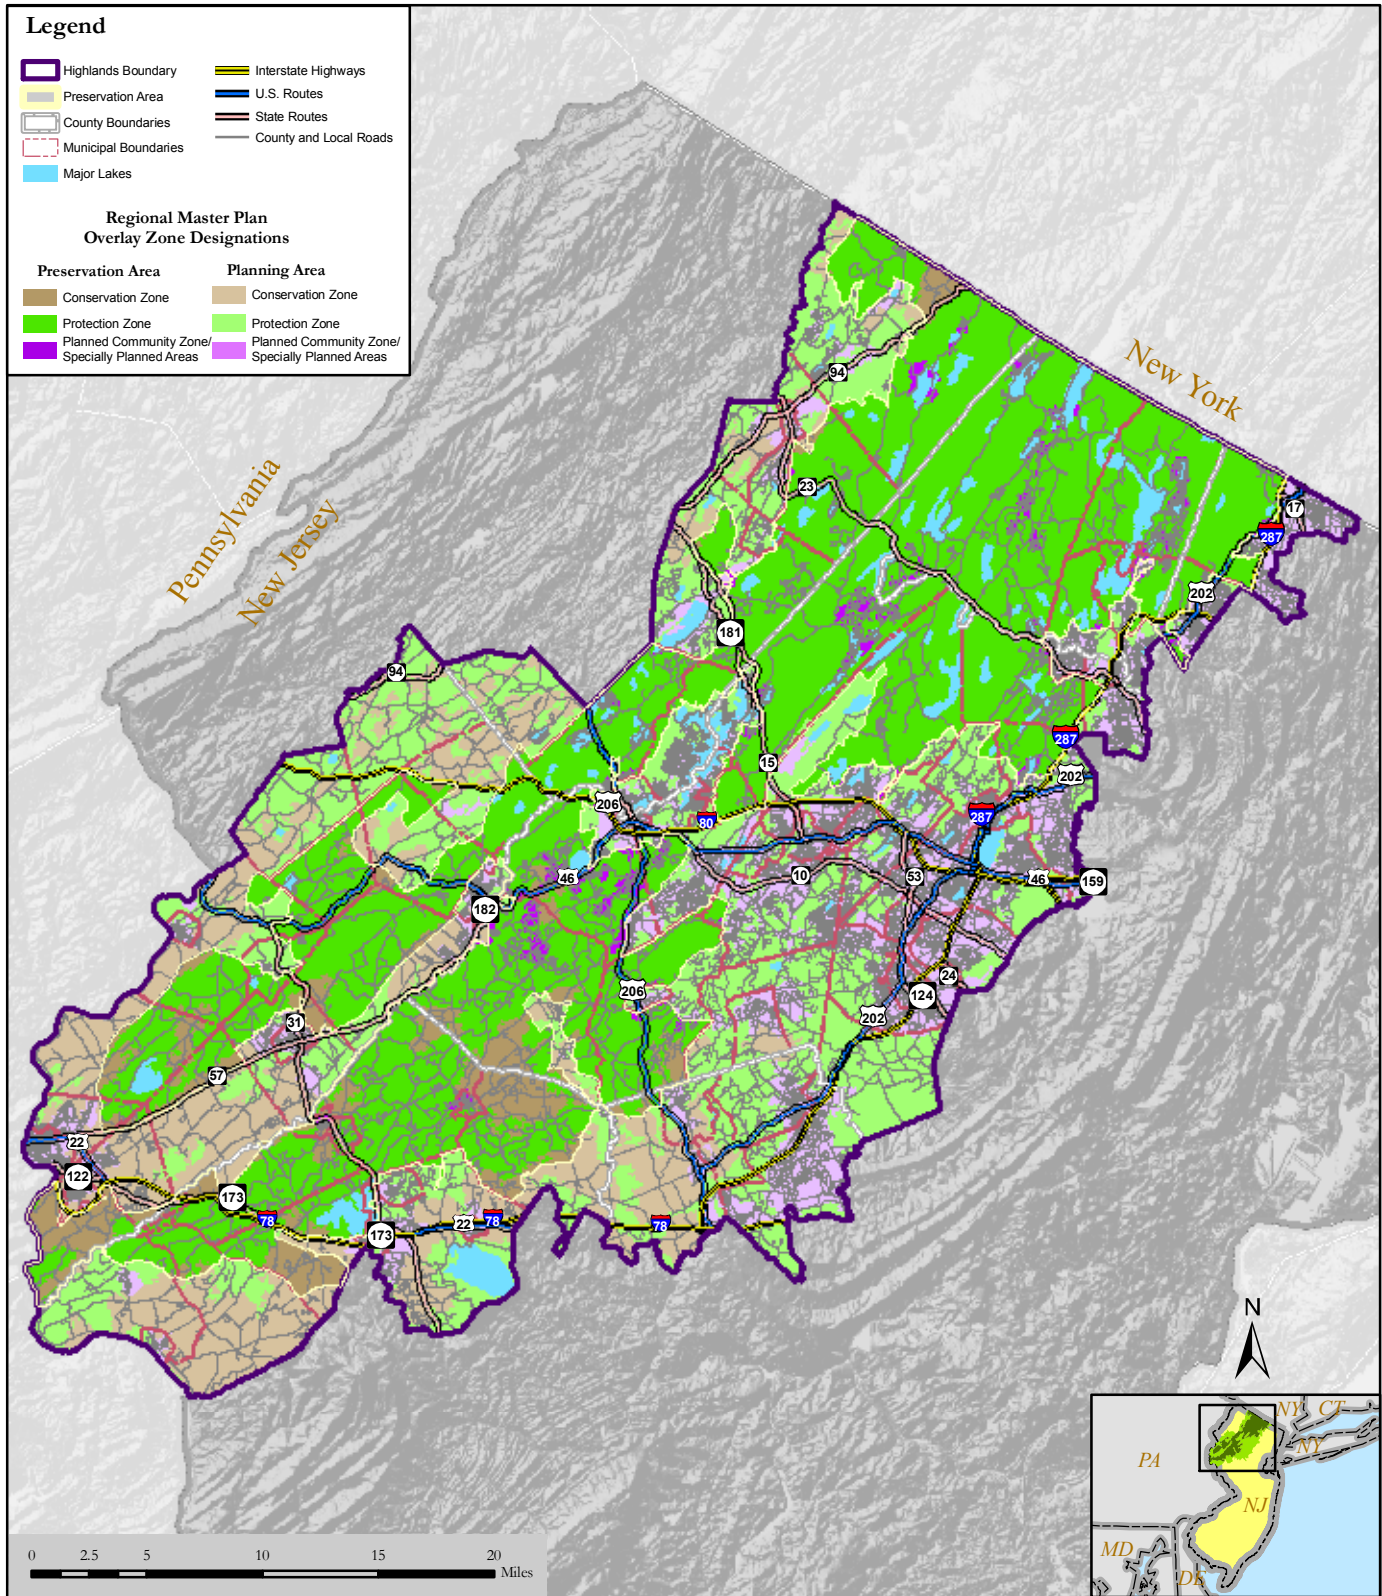 Legend
Highlands Boundary
Preservation Area
County Boundaries
Municipal Boundaries
Major Lakes
Interstate Highways
U.S. Routes
State Routes
County and Local Roads
Regional Master Plan
Overlay Zone Designations
Preservation Area
Conservation Zone
Protection Zone
Planned Community Zone/
Specially Planned Areas
Planning Area
Conservation Zone
Protection Zone
Planned Community Zone/
Specially Planned Areas
New York
Pennsylvania
New Jersey
94
23
17
287
202
181
94
287
15
202
206
287
80
46
10
53
46
159
182
24
206
124
202
31
57
22
122
173
78
22
78
78
173
N
NY
CT
NY
PA
NJ
MD
DE
0
2.5
5
10
15
20
Miles